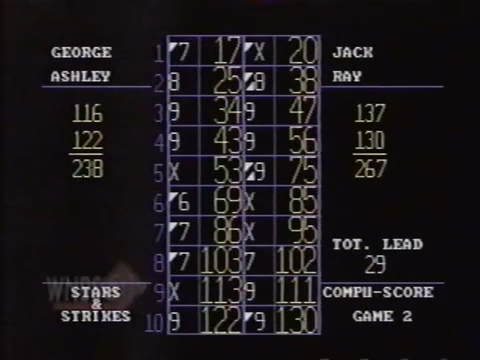 GEORGE 1 7 17 X 20 JACK
ASHLEY 2 8 25 8 38 RAY
116 3 9 34 9 47 137
122 4 9 43 9 56 130
238 5 X 53 9 75 267
6 6 69 X 85
7 7 86 X 95
8 7 103 7 102 TOT. LEAD
29
STARS 9 X 113 9 111 COMPU-SCORE
&
STRIKES 10 9 122 9 130 GAME 2